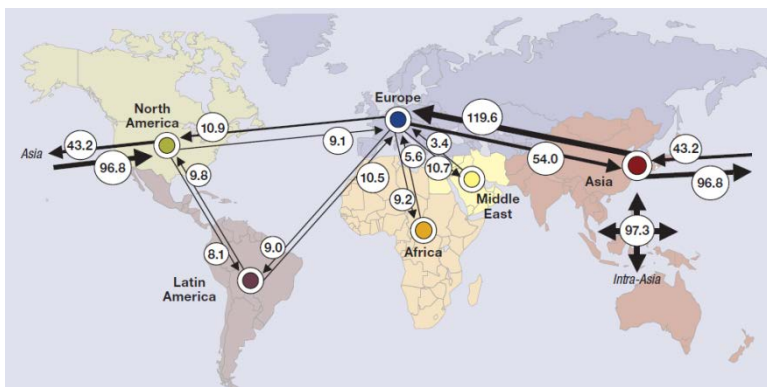 Europe
North
America
10.9
119.6
43.2
Asia
9.1
3.4
43.2
5.6
54.0
96.8
9.8
10.5
10.7
Asia
96.8
9.2
Middle
East
97.3
9.0
Africa
8.1
Latin
America
Intra-Asia